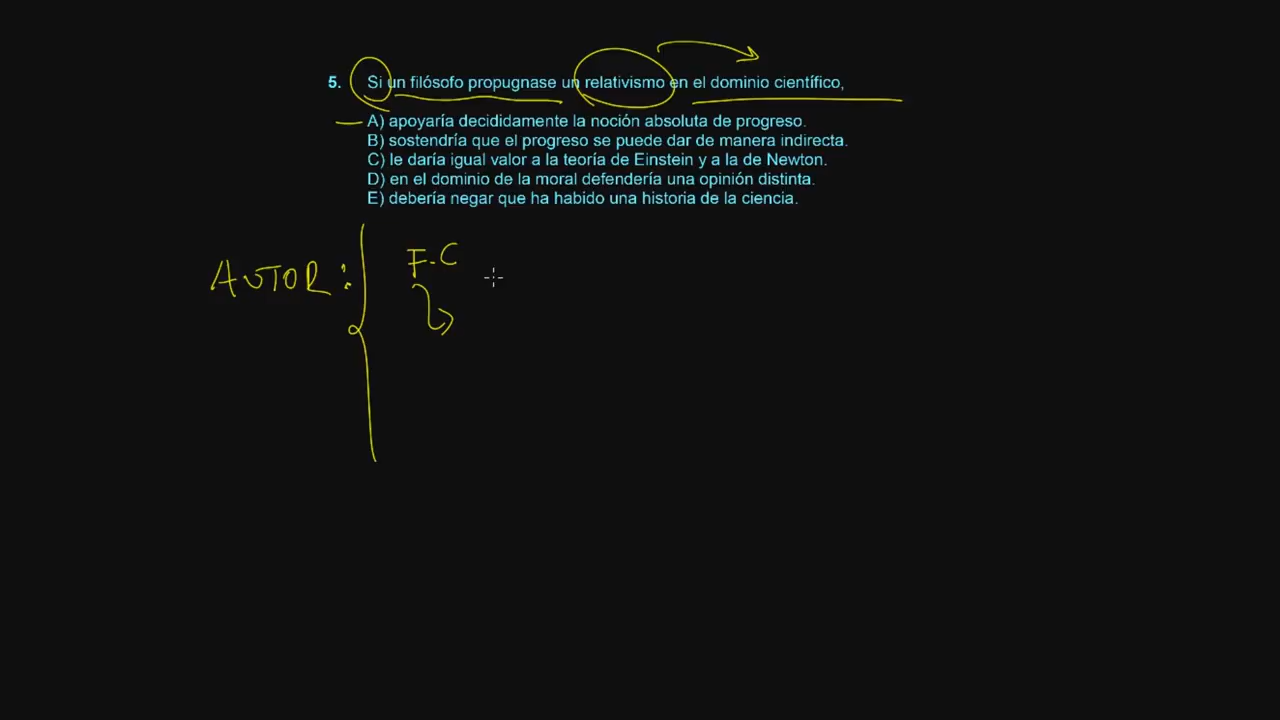 5. Si un filósofo propugnase un relativismo en el dominio científico,
A) apoyaría decididamente la noción absoluta de progreso.
B) sostendría que el progreso se puede dar de manera indirecta.
C) le daría igual valor a la teoría de Einstein y a la de Newton.
D) en el dominio de la moral defendería una opinión distinta.
E) debería negar que ha habido una historia de la ciencia.
AUTOR: F.C